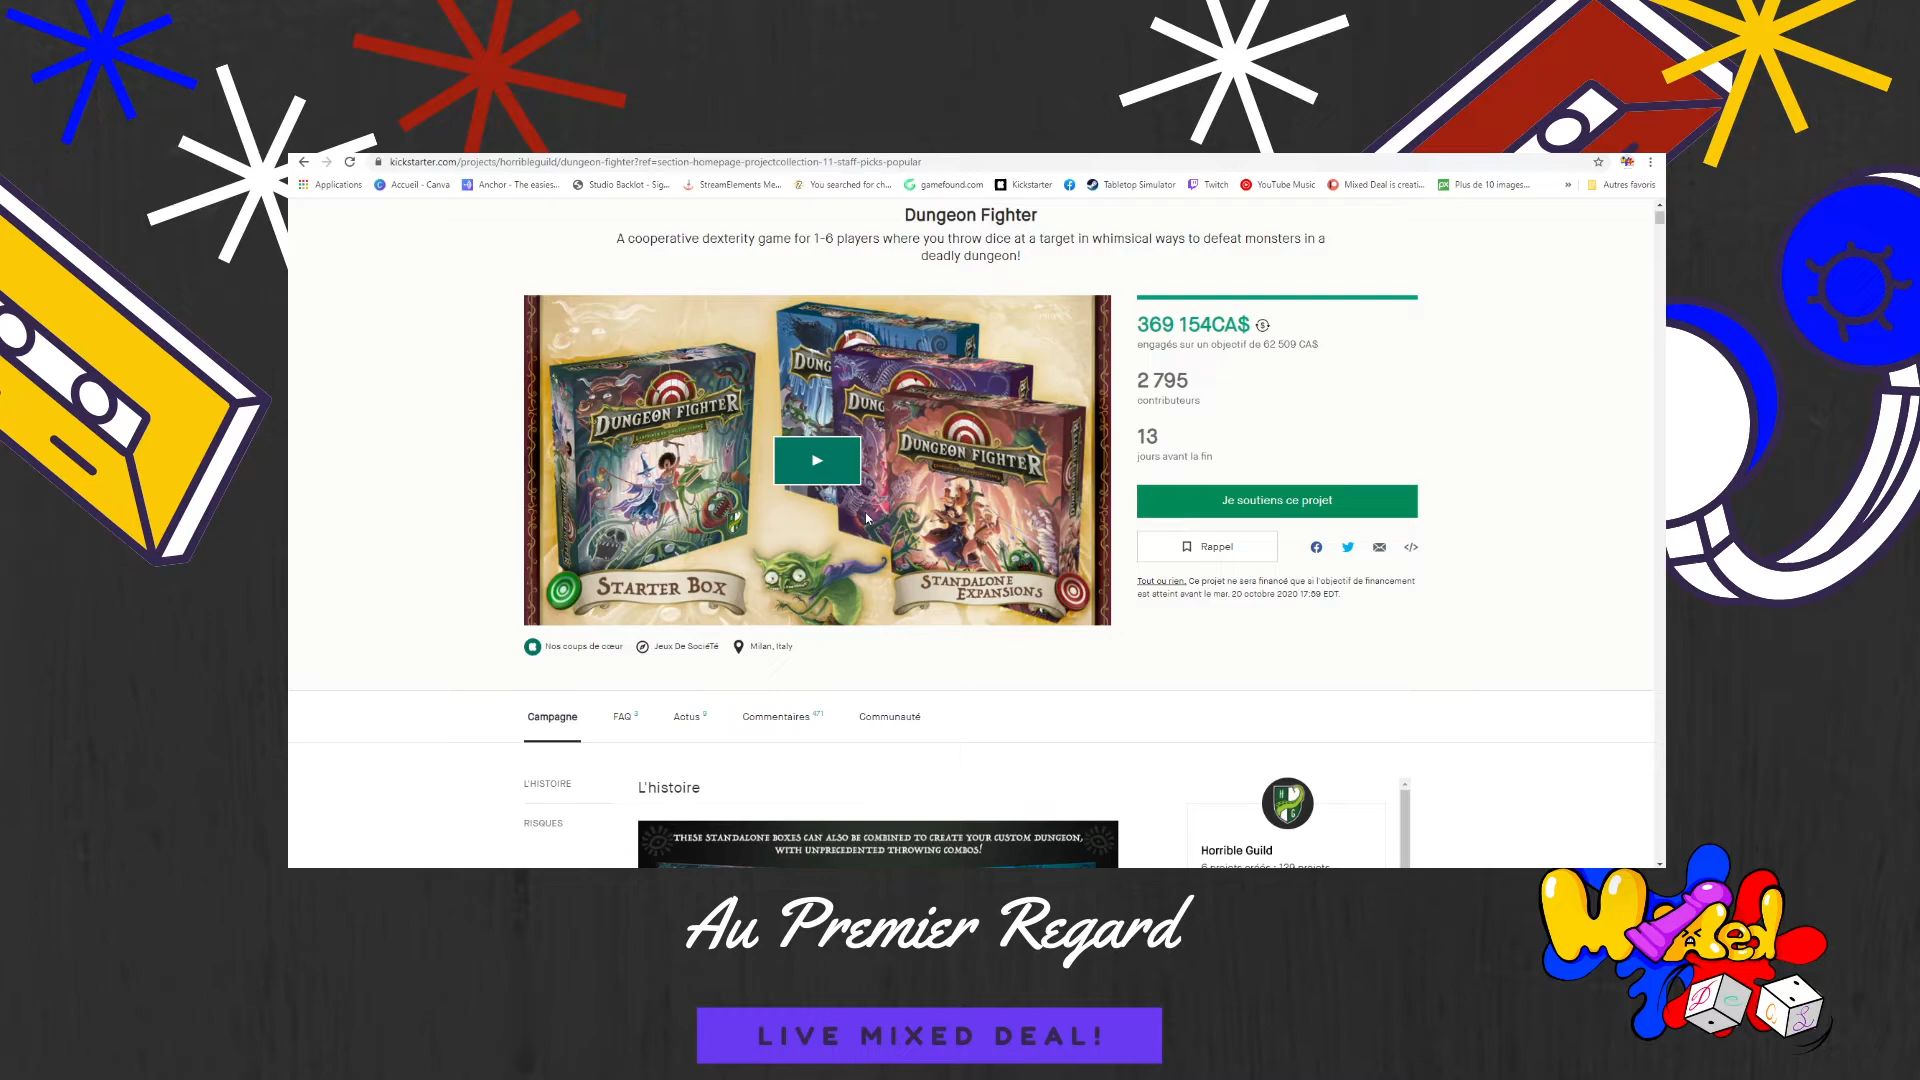 kickstarter.com/projects/horribleguild/dungeon-fighter?ref=section-homepage-projectcollection-11-staff-picks-popular
Applications Accueil - Canva Anchor - The easies... Studio Backlot - Sig... StreamElements Me... You searched for ch... gamefound.com Kickstarter Tabletop Simulator Twitch YouTube Music Mixed Deal is creati... Plus de 10 images... » Autres favoris
Dungeon Fighter
A cooperative dexterity game for 1-6 players where you throw dice at a target in whimsical ways to defeat monsters in a
deadly dungeon!
DUNGEON FIGHTER
DUNG
DUNG
DUNGEON FIGHTER
STARTER BOX
STANDALONE
EXPANSIONS
369 154CA$
engagés sur un objectif de 62 509 CA$
2 795
contributeurs
13
jours avant la fin
Je soutiens ce projet
Rappel
Tout ou rien. Ce projet ne sera financé que si l'objectif de financement
est atteint avant le mar. 20 octobre 2020 17:59 EDT.
Nos coups de cœur Jeux De SociéTé Milan, Italy
Campagne FAQ 3 Actus 9 Commentaires 471 Communauté
L'HISTOIRE
RISQUES
L'histoire
THESE STANDALONE BOXES CAN ALSO BE COMBINED TO CREATE YOUR CUSTOM DUNGEON,
WITH UNPRECEDENTED THROWING COMBOS!
H G
Horrible Guild
Au Premier Regard
LIVE MIXED DEAL!
Mixed